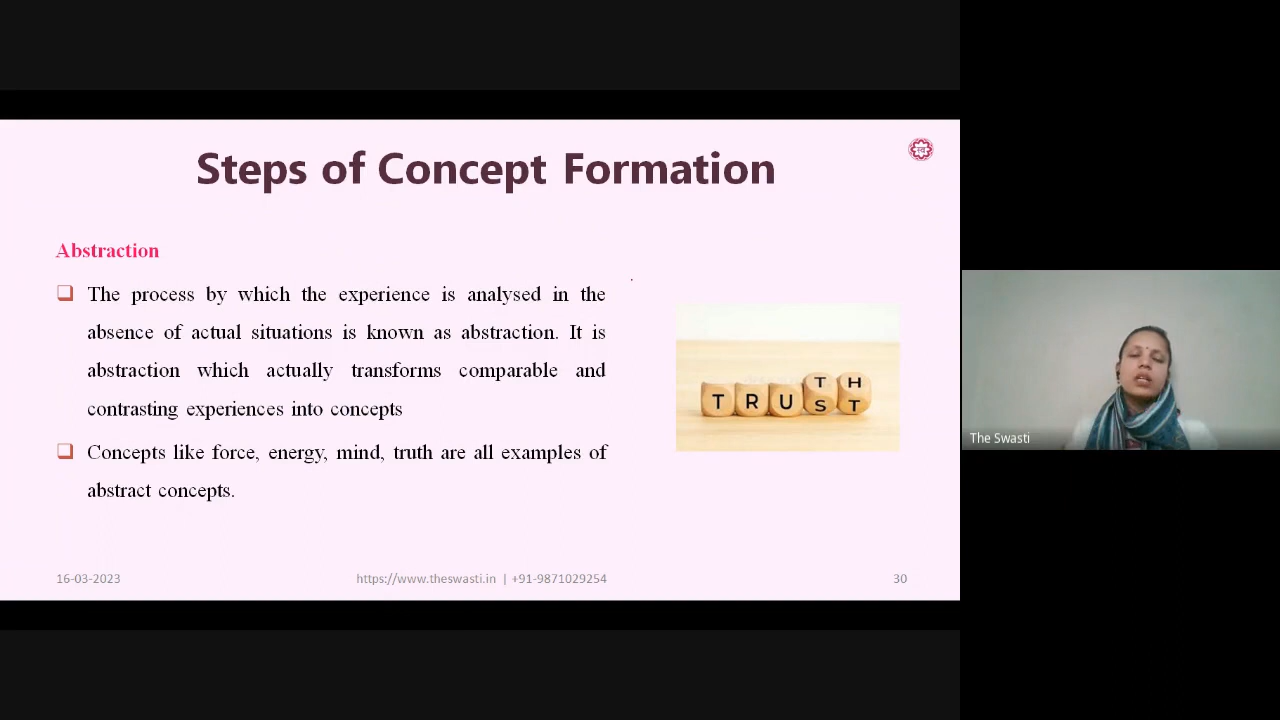 Steps of Concept Formation
Abstraction
The process by which the experience is analysed in the
absence of actual situations is known as abstraction. It is
abstraction which actually transforms comparable and
contrasting experiences into concepts
Concepts like force, energy, mind, truth are all examples of
abstract concepts.
T H
T R U S T
16-03-2023
https://www.theswasti.in | +91-9871029254
30
The Swasti